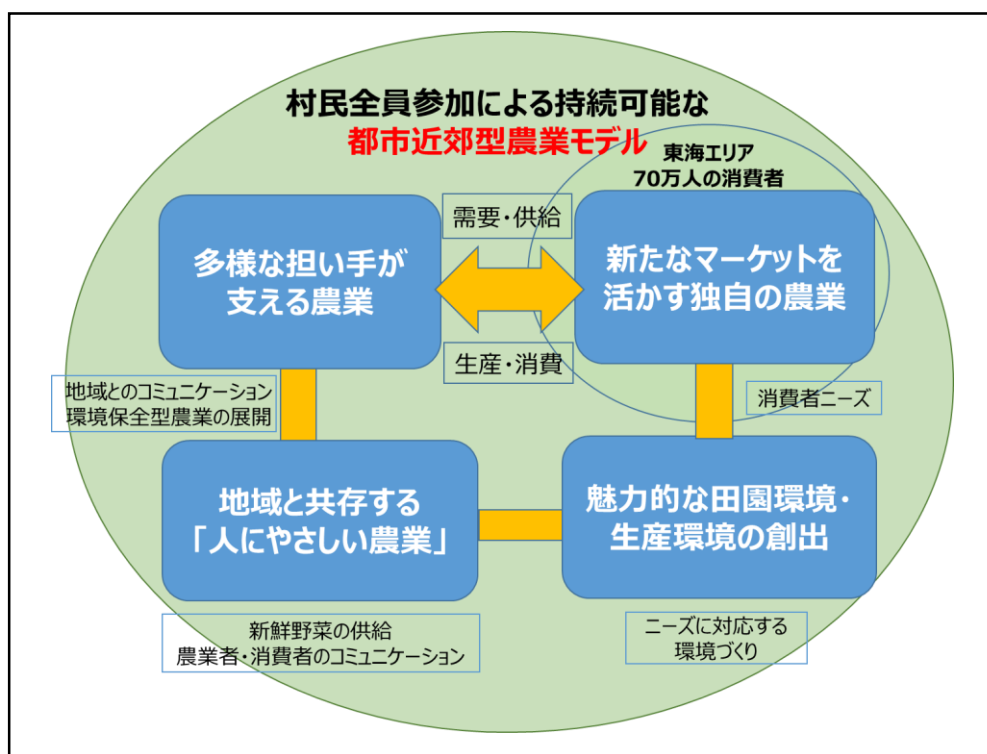 村民全員参加による持続可能な
都市近郊型農業モデル
東海エリア
70万人の消費者
多様な担い手が
支える農業
需要・供給
生産・消費
新たなマーケットを
活かす独自の農業
地域とのコミュニケーション
環境保全型農業の展開
消費者ニーズ
地域と共存する
「人にやさしい農業」
魅力的な田園環境・
生産環境の創出
新鮮野菜の供給
農業者・消費者のコミュニケーション
ニーズに対応する
環境づくり